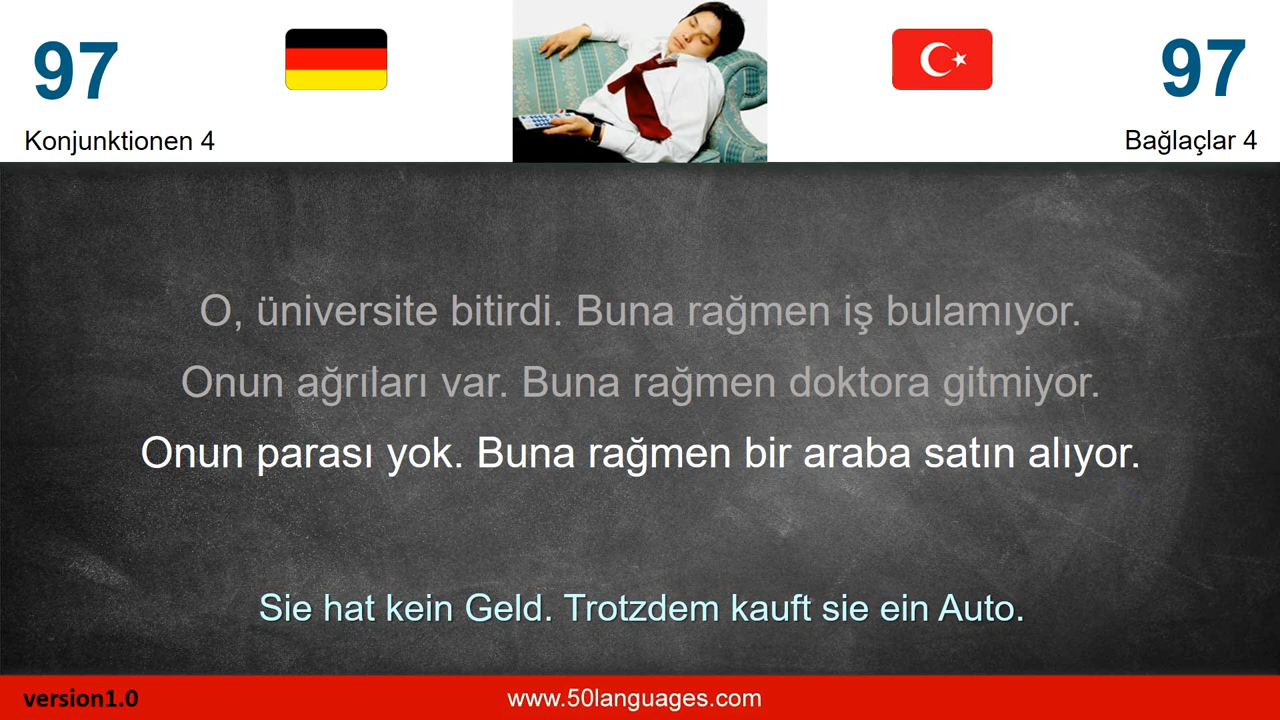 97
97
Konjunktionen 4
Bağlaçlar 4
O, üniversite bitirdi. Buna rağmen iş bulamıyor.
Onun ağrıları var. Buna rağmen doktora gitmiyor.
Onun parası yok. Buna rağmen bir araba satın alıyor.
Sie hat kein Geld. Trotzdem kauft sie ein Auto.
version1.0
www.50languages.com